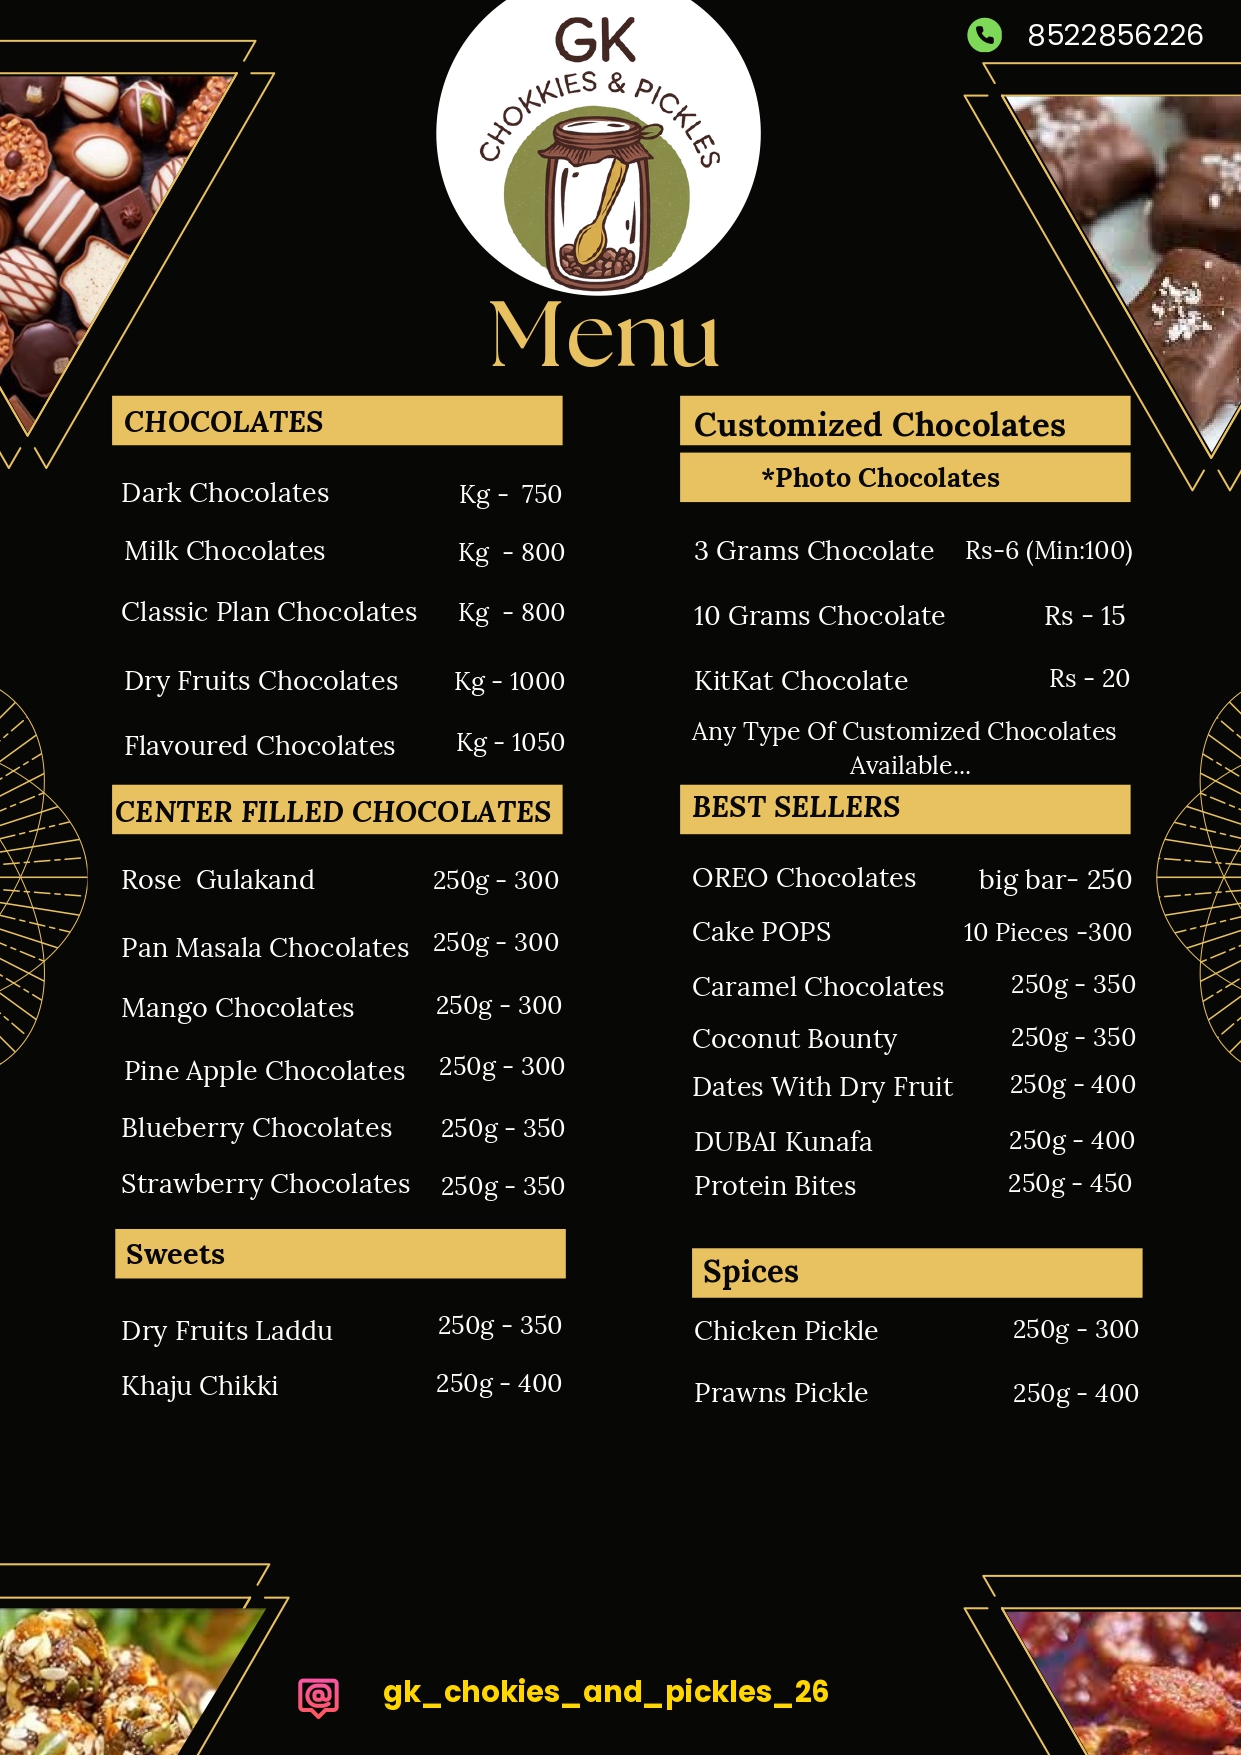 GK
CHOKKIES & PICKLES
8522856226
Menu
CHOCOLATES
Dark Chocolates Kg - 750
Milk Chocolates Kg - 800
Classic Plan Chocolates Kg - 800
Dry Fruits Chocolates Kg - 1000
Flavoured Chocolates Kg - 1050
CENTER FILLED CHOCOLATES
Rose Gulakand 250g - 300
Pan Masala Chocolates 250g - 300
Mango Chocolates 250g - 300
Pine Apple Chocolates 250g - 300
Blueberry Chocolates 250g - 350
Strawberry Chocolates 250g - 350
Sweets
Dry Fruits Laddu 250g - 350
Khaju Chikki 250g - 400
Customized Chocolates
*Photo Chocolates
3 Grams Chocolate Rs-6 (Min:100)
10 Grams Chocolate Rs - 15
KitKat Chocolate Rs - 20
Any Type Of Customized Chocolates
Available...
BEST SELLERS
OREO Chocolates big bar- 250
Cake POPS 10 Pieces -300
Caramel Chocolates 250g - 350
Coconut Bounty 250g - 350
Dates With Dry Fruit 250g - 400
DUBAI Kunafa 250g - 400
Protein Bites 250g - 450
Spices
Chicken Pickle 250g - 300
Prawns Pickle 250g - 400
gk_chokies_and_pickles_26